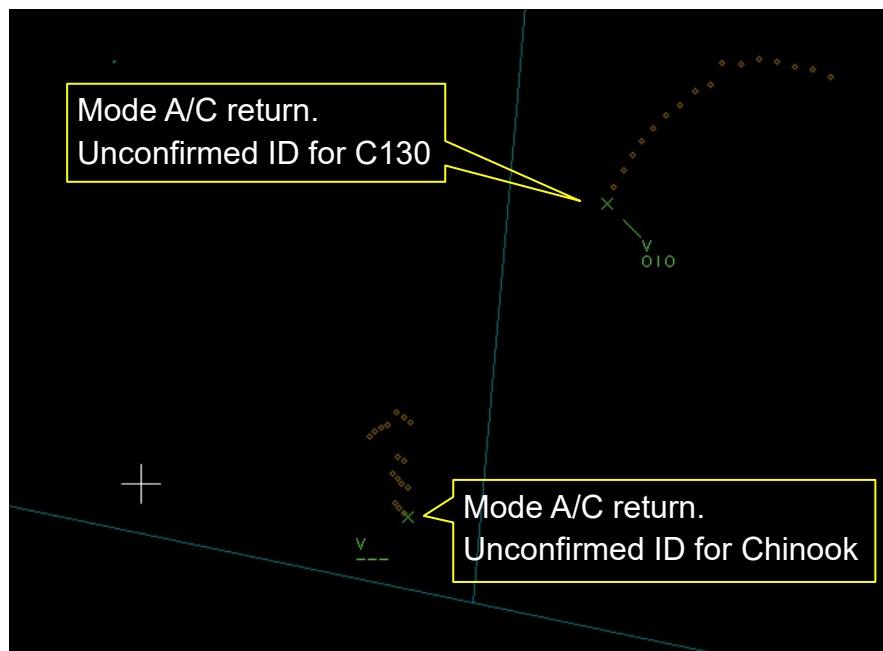 Mode A/C return.
Unconfirmed ID for C130
V
010
Mode A/C return.
Unconfirmed ID for Chinook
V
---